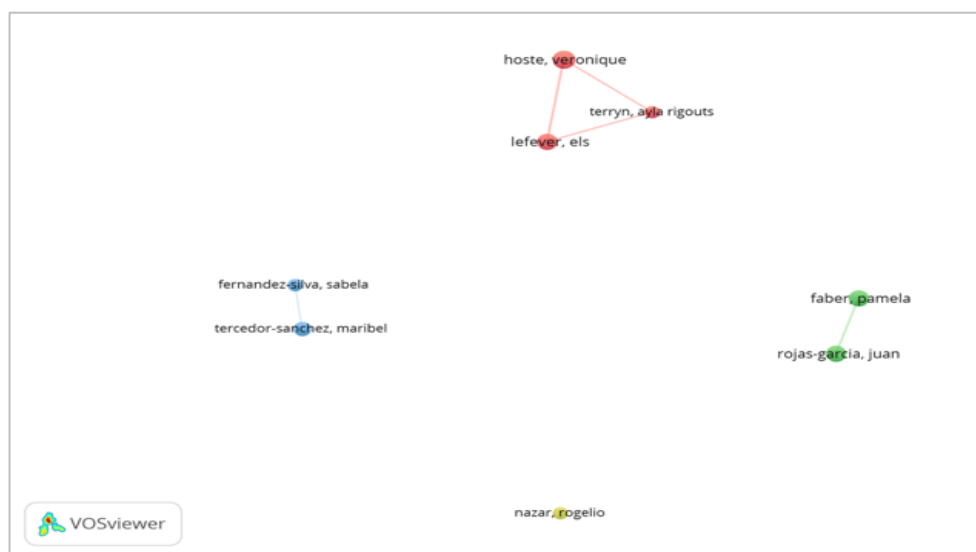 hoste, veronique
terryn, ayla rigouts
lefever, els
fernandez-silva, sabela
tercedor-sanchez, maribel
faber, pamela
rojas-garcia, juan
nazar, rogelio
VOSviewer